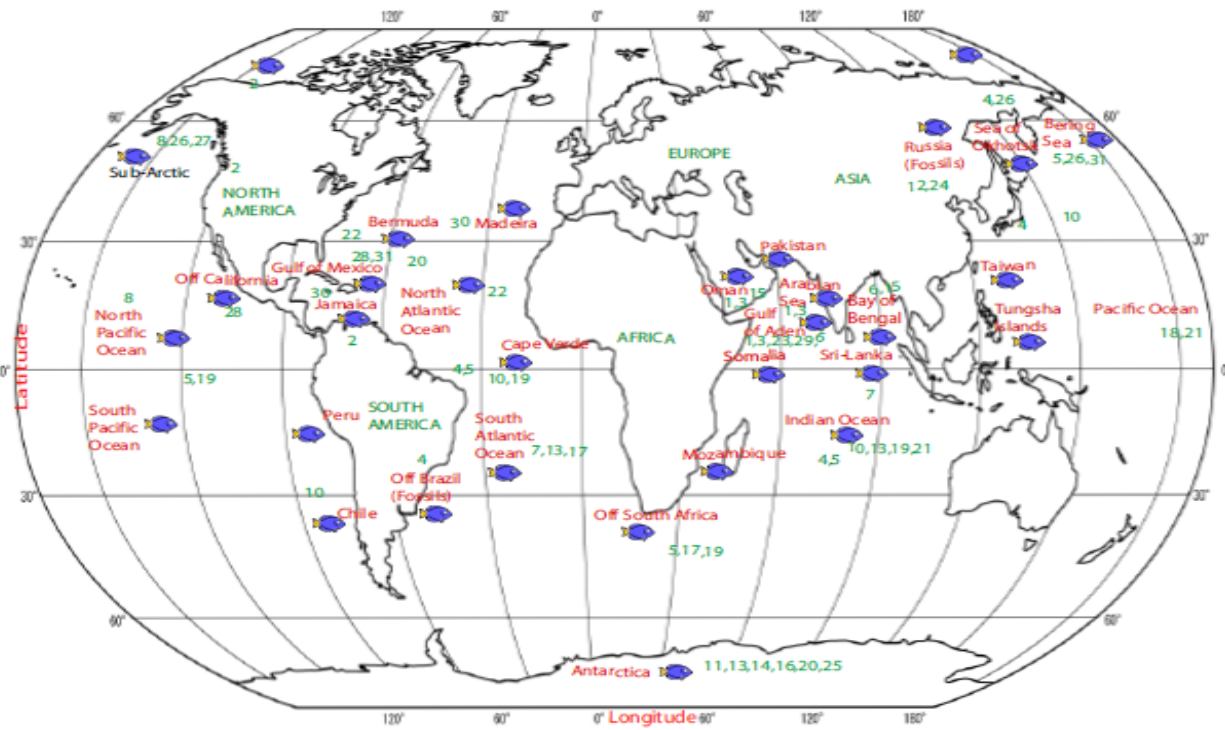 120°
60°
0°
60°
120°
180°
2
60°
8,26,27
Sub-Arctic
2
NORTH
AMERICA
EUROPE
ASIA
4,26
60°
Sea of
Okhotsk
Bering
Sea
5,26,31
Russia
(Fossils)
12,24
10
4
30°
30°
Bermuda
22
28,31
20
30
Madeira
Gulf of Mexico
30
Jamaica
2
Off California
28
8
North
Pacific
Ocean
5,19
North
Atlantic
Ocean
22
Cape Verde
4,5
10,19
AFRICA
Pakistan
Oman
15
1,3
Arabian
Sea
1,3
Gulf
of Aden
1,3,23,29,6
Somalia
6,15
Bay of
Bengal
Sri-Lanka
7
Taiwan
Tungsha
Islands
Pacific Ocean
18,21
Latitude
0°
0
South
Pacific
Ocean
Peru
SOUTH
AMERICA
4
South
Atlantic
Ocean
7,13,17
Off Brazil
(Fossils)
10
Chile
Mozambique
Indian Ocean
10,13,19,21
4,5
30°
30°
Off South Africa
5,17,19
60°
60°
Antarctica
11,13,14,16,20,25
120°
60°
0°
Longitude
60°
120°
180°